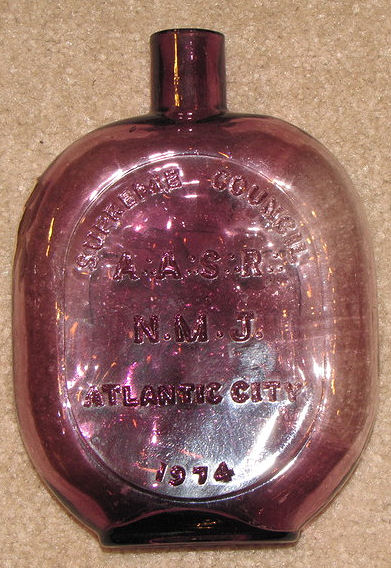 SUPREME COUNCIL
A∴A∴S∴R∴
N.M.J.
ATLANTIC CITY
1974